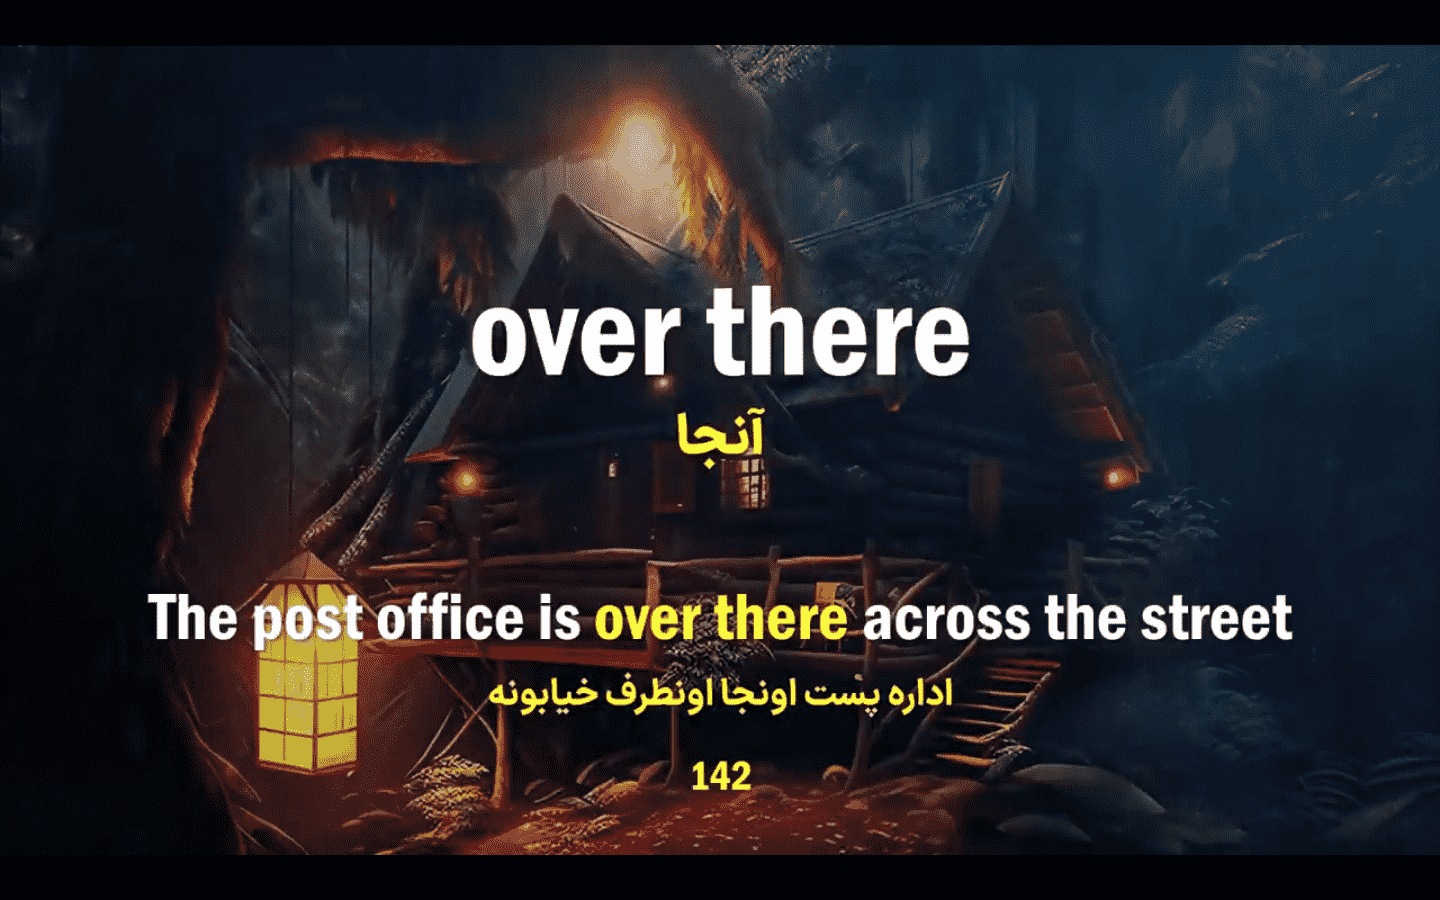 over there
آنجا
The post office is over there across the street
اداره پست اونجا اونطرف خیابونه
142